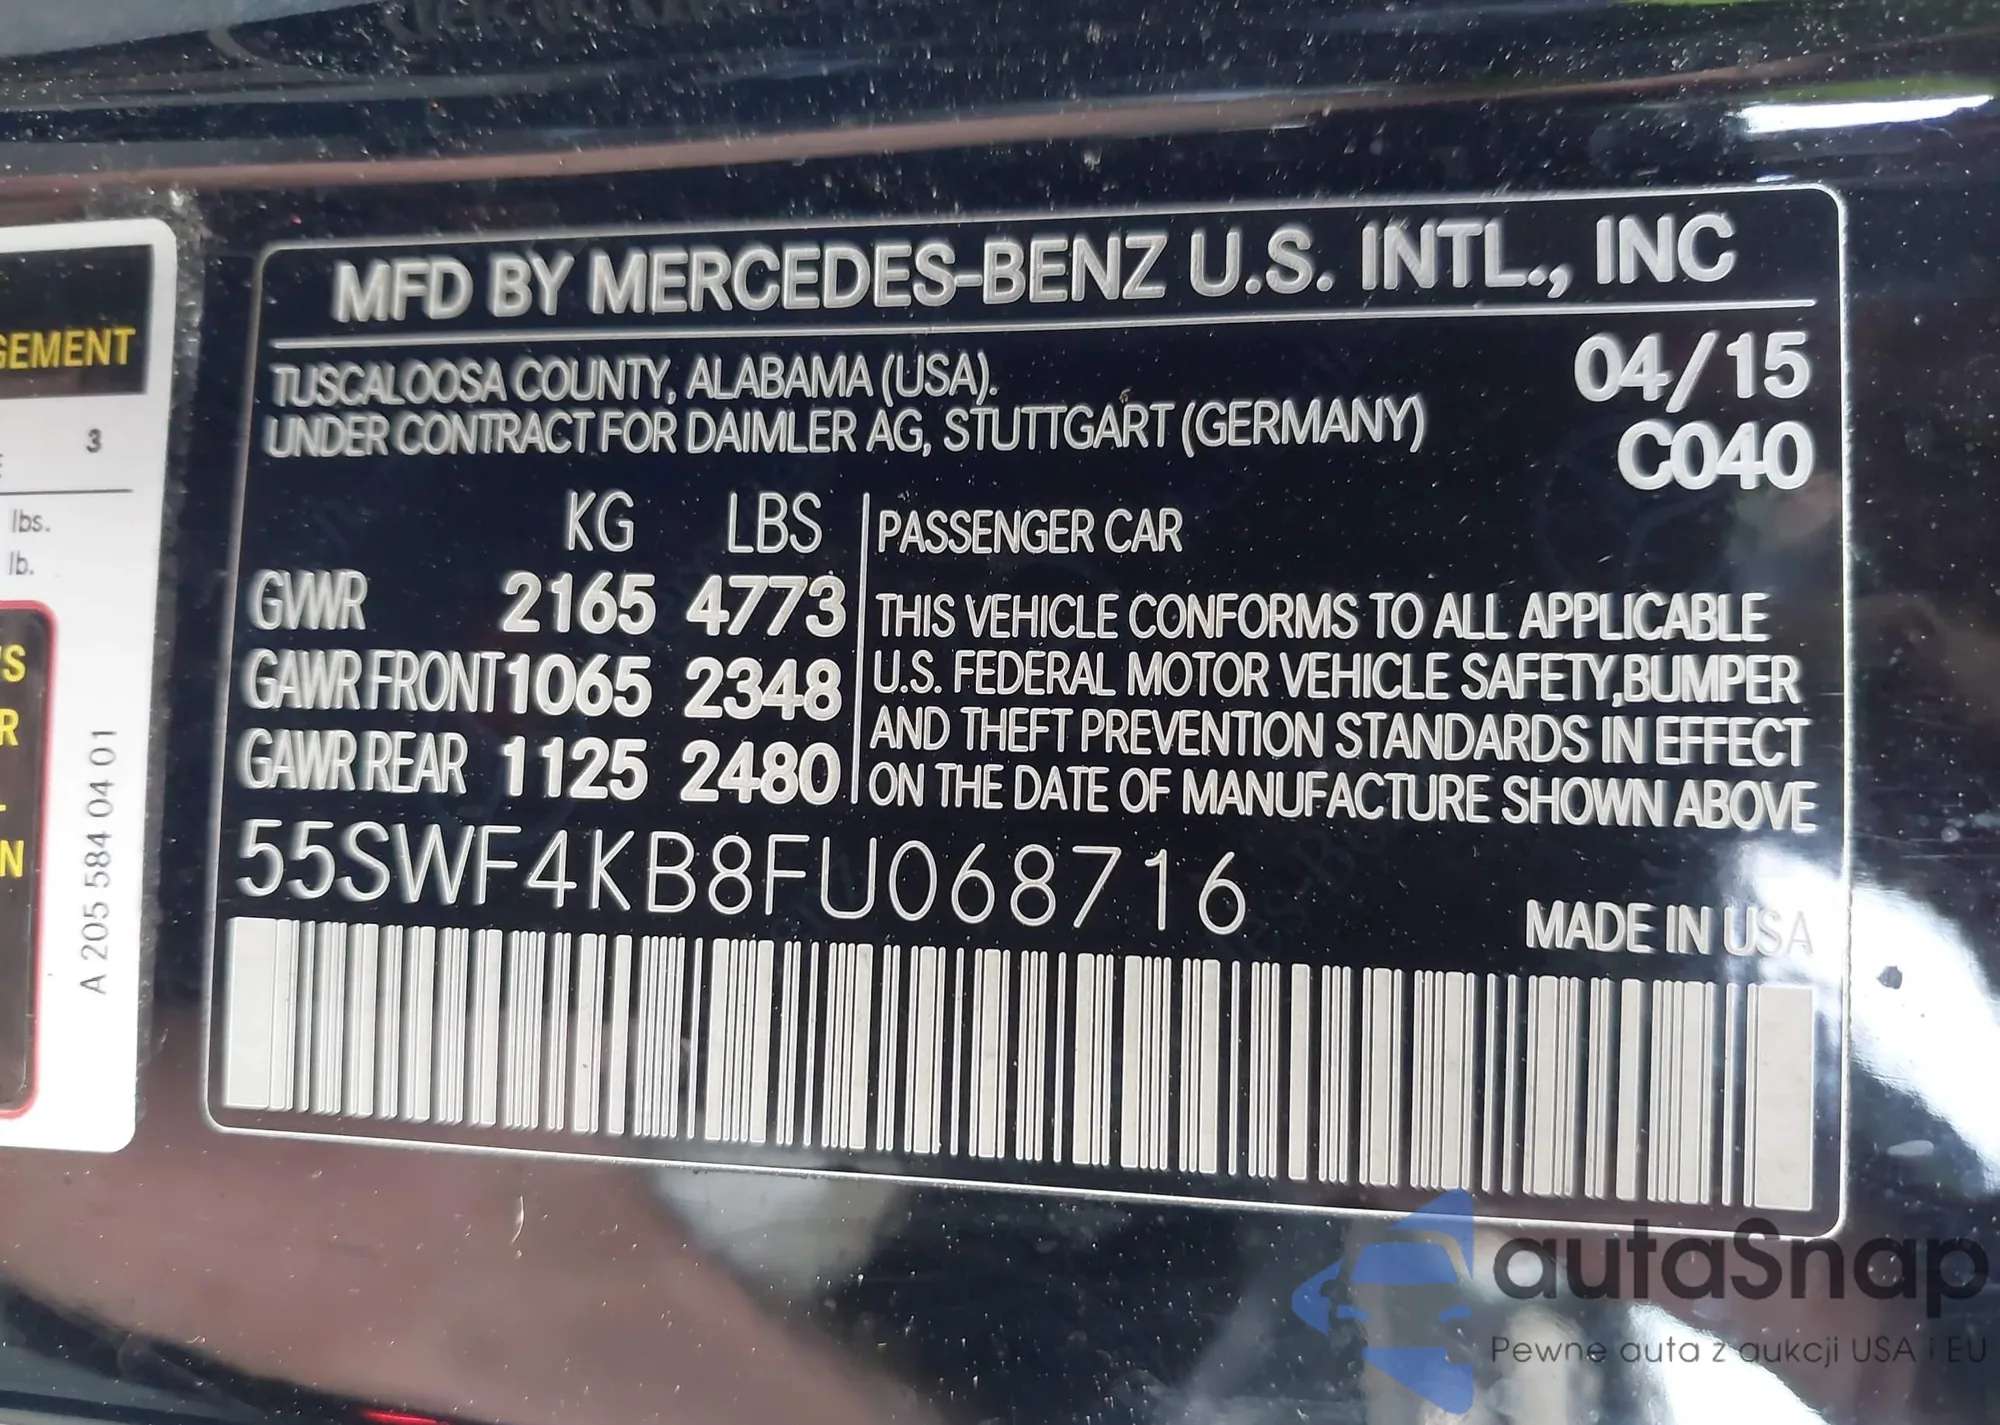 MFD BY MERCEDES-BENZ U.S. INTL., INC
04/15
TUSCALOOSA COUNTY, ALABAMA (USA).
UNDER CONTRACT FOR DAIMLER AG, STUTTGART (GERMANY)
C040
KG LBS
GVWR 2165 4773
GAWR FRONT 1065 2348
GAWR REAR 1125 2480
PASSENGER CAR
THIS VEHICLE CONFORMS TO ALL APPLICABLE
U.S. FEDERAL MOTOR VEHICLE SAFETY,BUMPER
AND THEFT PREVENTION STANDARDS IN EFFECT
ON THE DATE OF MANUFACTURE SHOWN ABOVE
55SWF4KB8FU068716
MADE IN USA
3
lbs.
lb.
A 205 584 04 01
autaSnap
Pewne auta z aukcji USA i EU